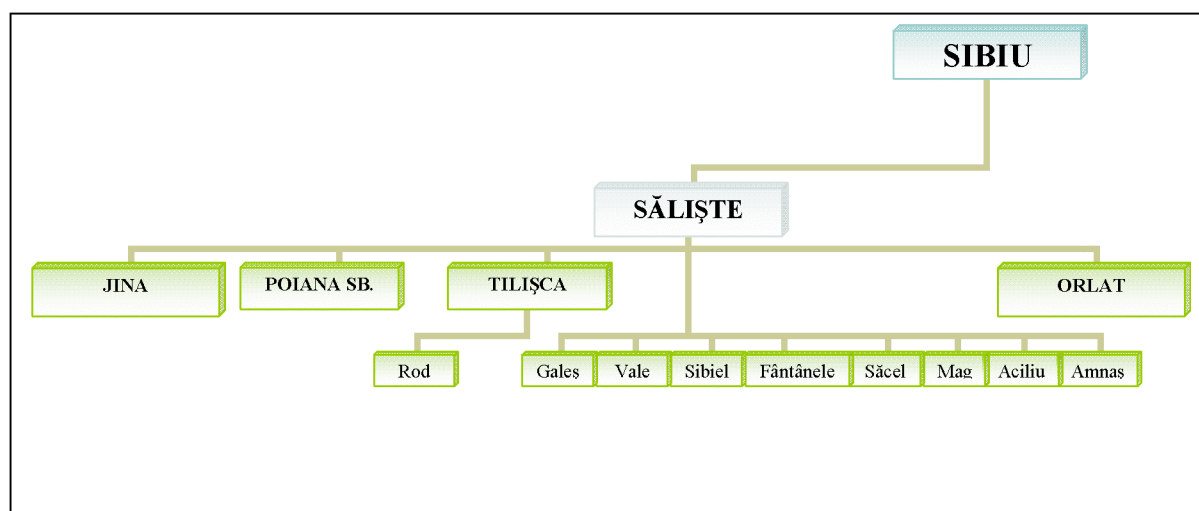 SIBIU
SĂLIŞTE
JINA
POIANA SB.
TILIŞCA
ORLAT
Rod
Galeş
Vale
Sibiel
Fântânele
Săcel
Mag
Aciliu
Amnaş